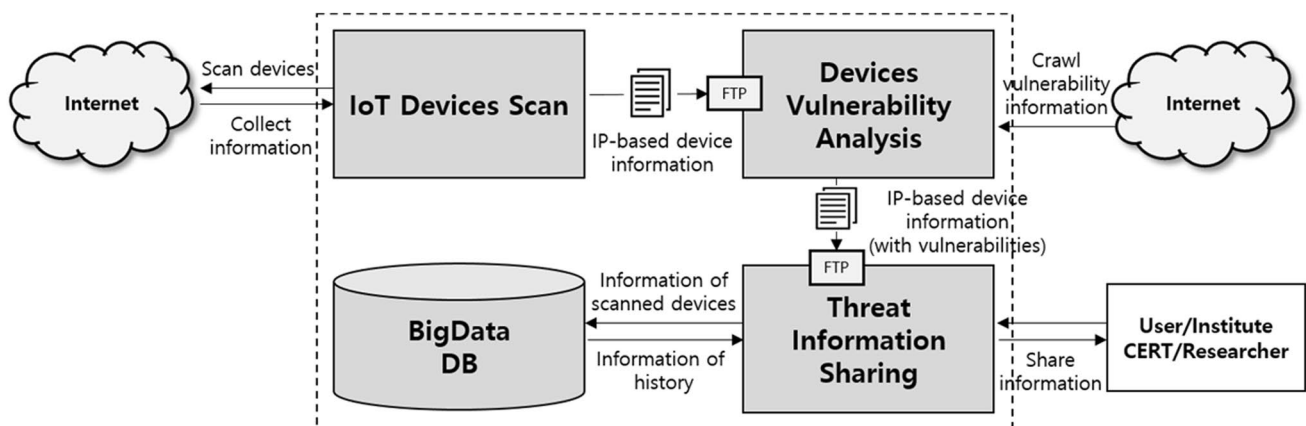 Internet
Scan devices
Collect
information
IoT Devices Scan
IP-based device
information
FTP
Devices
Vulnerability
Analysis
Crawl
vulnerability
information
Internet
IP-based device
information
(with vulnerabilities)
FTP
BigData
DB
Information of
scanned devices
Information of
history
Threat
Information
Sharing
Share
information
User/Institute
CERT/Researcher